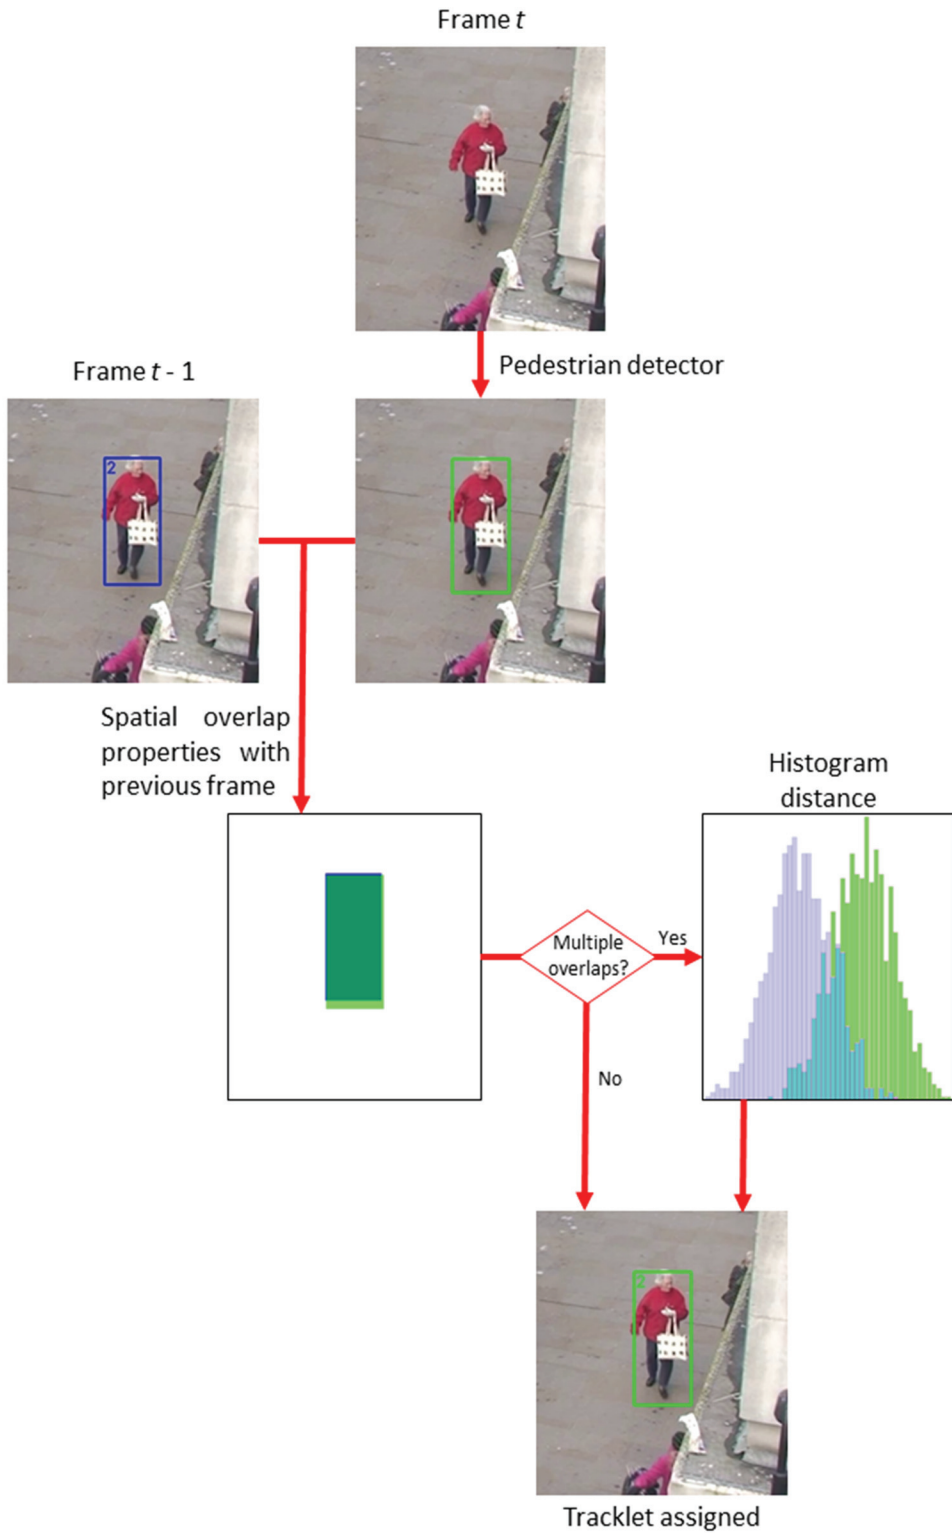 Frame t
Pedestrian detector
Frame t - 1
2
Spatial overlap
properties with
previous frame
Histogram
distance
Multiple
overlaps?
Yes
No
2
Tracklet assigned